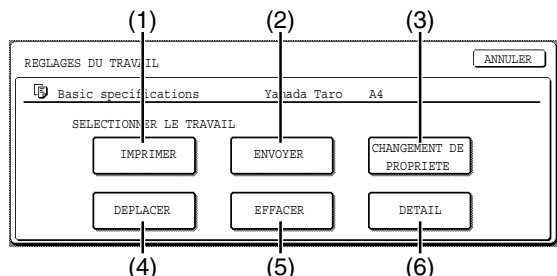 (1) (2) (3)
REGLAGES DU TRAVAIL ANNULER
Basic specifications Yamada Taro A4
SELECTIONNER LE TRAVAIL
IMPRIMER ENVOYER CHANGEMENT DE
PROPRIETE
DEPLACER EFFACER DETAIL
(4) (5) (6)